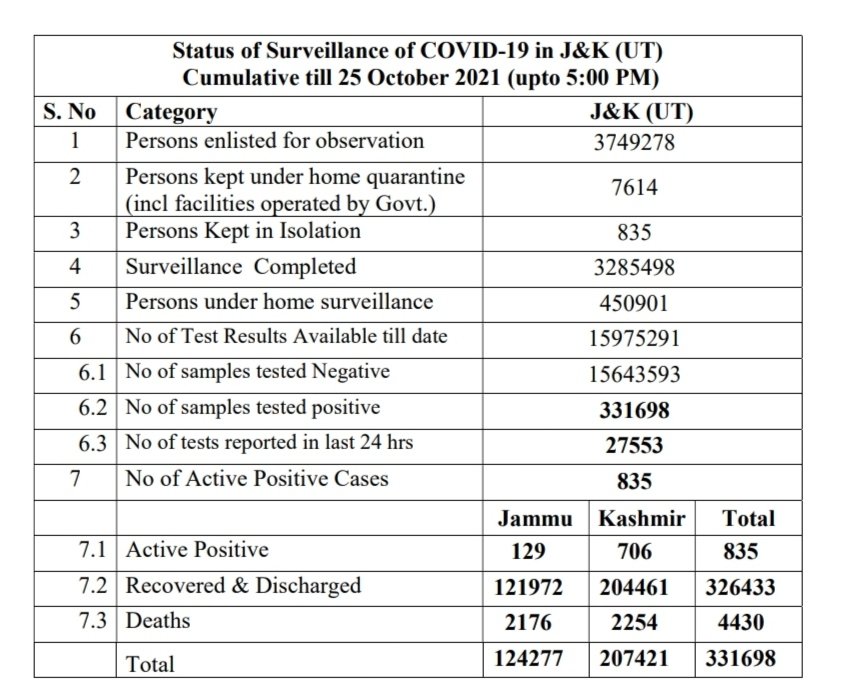 Status of Surveillance of COVID-19 in J&K (UT)
Cumulative till 25 October 2021 (upto 5:00 PM)
S. No Category J&K (UT)
1 Persons enlisted for observation 3749278
2 Persons kept under home quarantine (incl facilities operated by Govt.) 7614
3 Persons Kept in Isolation 835
4 Surveillance Completed 3285498
5 Persons under home surveillance 450901
6 No of Test Results Available till date 15975291
6.1 No of samples tested Negative 15643593
6.2 No of samples tested positive 331698
6.3 No of tests reported in last 24 hrs 27553
7 No of Active Positive Cases 835
Jammu Kashmir Total
7.1 Active Positive 129 706 835
7.2 Recovered & Discharged 121972 204461 326433
7.3 Deaths 2176 2254 4430
Total 124277 207421 331698